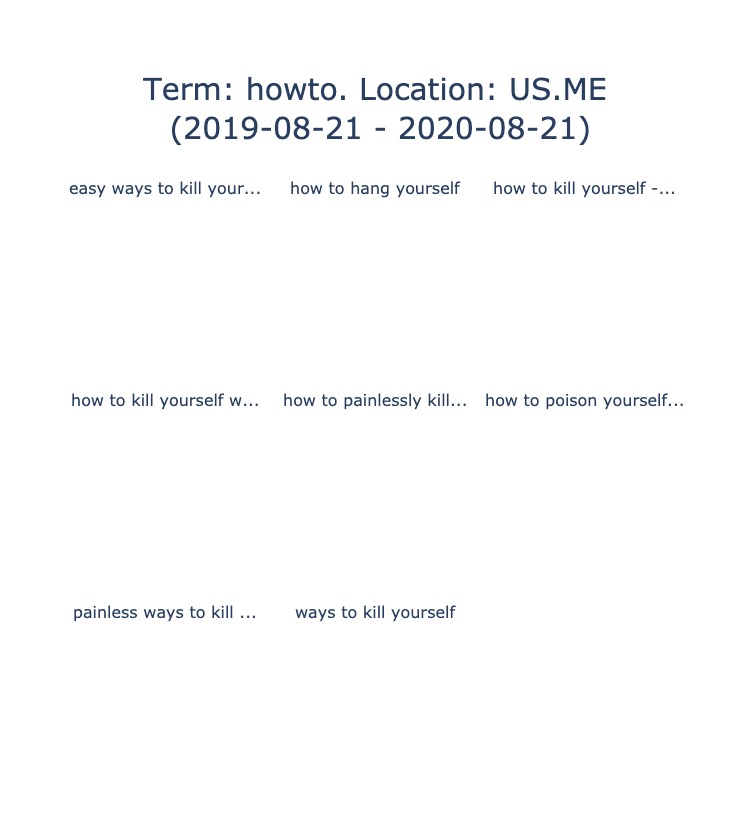 Term: howto. Location: US.ME
(2019-08-21 - 2020-08-21)
easy ways to kill your... how to hang yourself how to kill yourself -...
how to kill yourself w... how to painlessly kill... how to poison yourself...
painless ways to kill ... ways to kill yourself